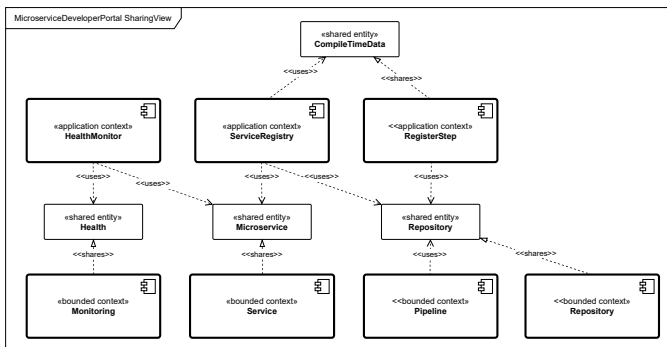 MicroserviceDeveloperPortal SharingView
«shared entity»
CompileTimeData
<<uses>>
<<shares>>
«application context»
HealthMonitor
«application context»
ServiceRegistry
<<application context>>
RegisterStep
<<uses>>
<<uses>>
<<uses>>
<<uses>>
<<shares>>
«shared entity»
Health
«shared entity»
Microservice
«shared entity»
Repository
<<shares>>
<<shares>>
<<uses>>
<<shares>>
«bounded context»
Monitoring
«bounded context»
Service
<<bounded context>>
Pipeline
<<bounded context>>
Repository